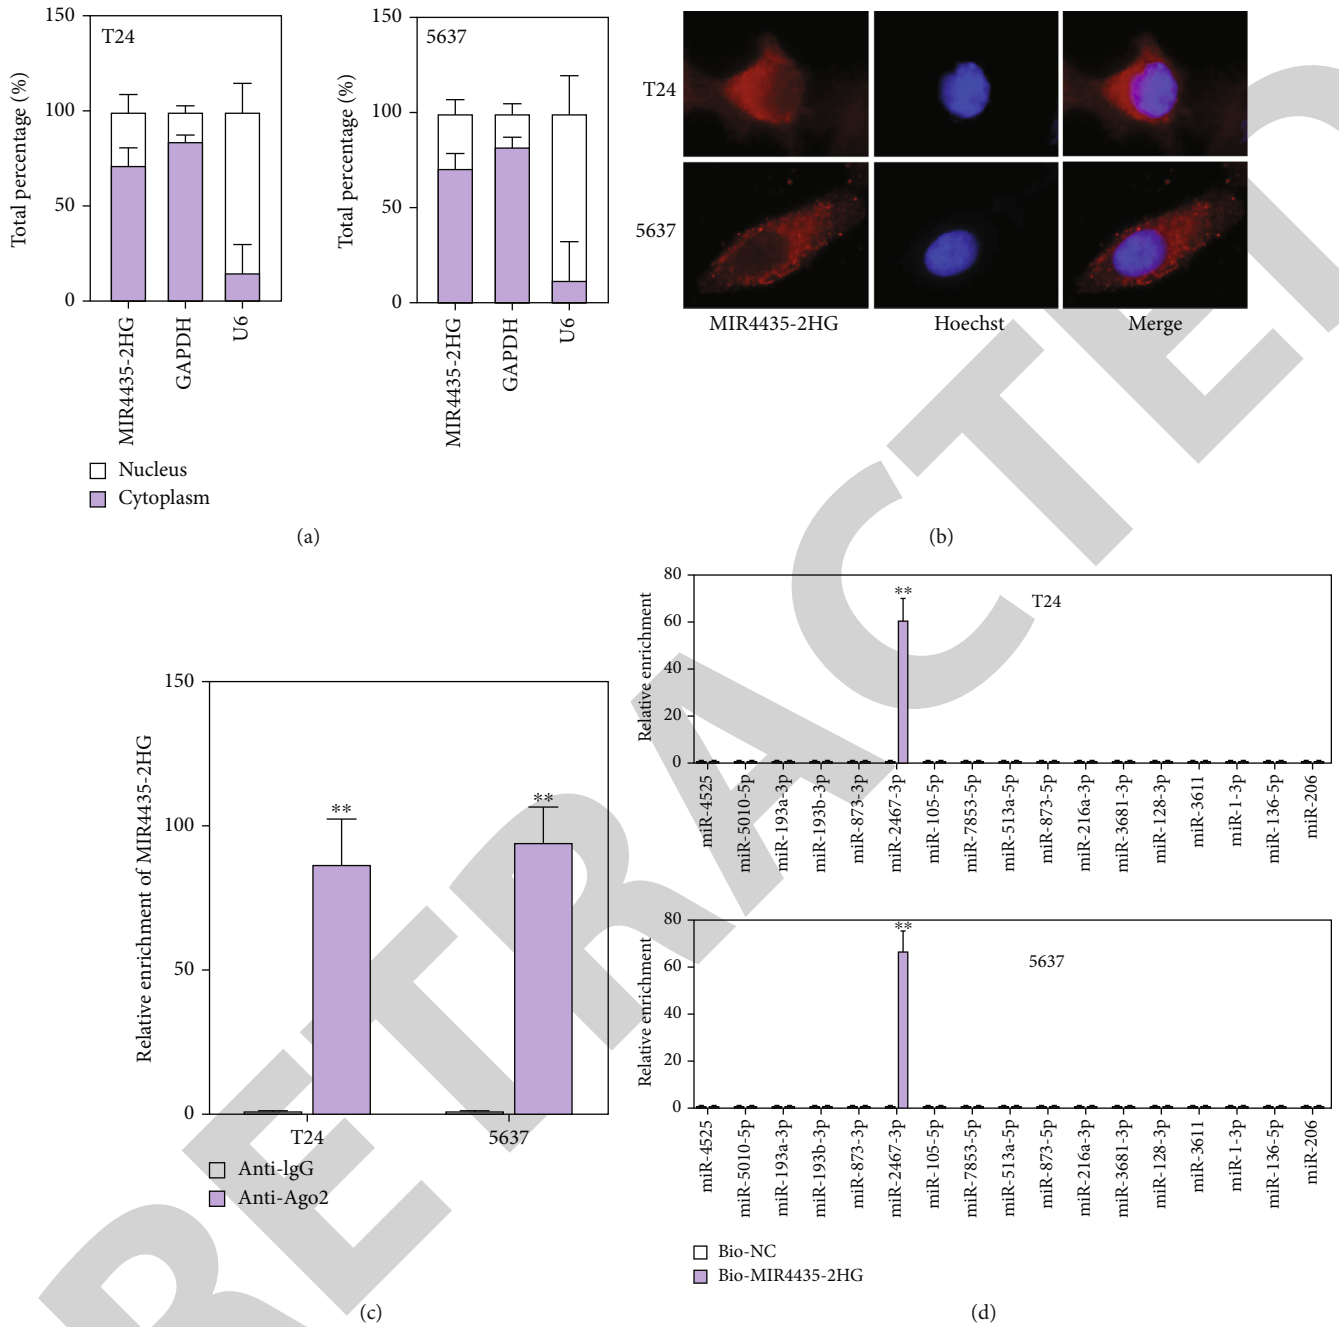 150
100
50
0
Total percentage (%)
T24
MIR4435-2HG
GAPDH
U6
150
100
50
0
Total percentage (%)
5637
MIR4435-2HG
GAPDH
U6
Nucleus
Cytoplasm
(a)
T24
5637
MIR4435-2HG
Hoechst
Merge
(b)
150
100
50
0
Relative enrichment of MIR4435-2HG
**
**
T24
5637
Anti-lgG
Anti-Ago2
(c)
80
60
40
20
0
Relative enrichment
**
T24
miR-4525
miR-5010-5p
miR-193a-3p
miR-193b-3p
miR-873-3p
miR-2467-3p
miR-105-5p
miR-7853-5p
miR-513a-5p
miR-873-5p
miR-216a-3p
miR-3681-3p
miR-128-3p
miR-3611
miR-1-3p
miR-136-5p
miR-206
80
60
40
20
0
Relative enrichment
**
5637
miR-4525
miR-5010-5p
miR-193a-3p
miR-193b-3p
miR-873-3p
miR-2467-3p
miR-105-5p
miR-7853-5p
miR-513a-5p
miR-873-5p
miR-216a-3p
miR-3681-3p
miR-128-3p
miR-3611
miR-1-3p
miR-136-5p
miR-206
Bio-NC
Bio-MIR4435-2HG
(d)
RETRACTED